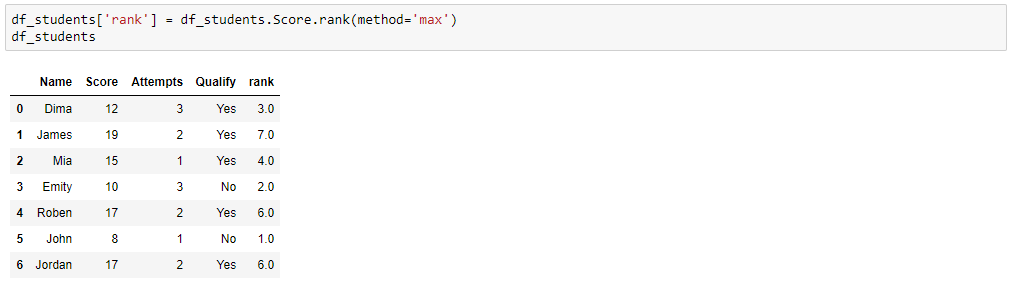 df_students['rank'] = df_students.Score.rank(method='max')
df_students
Name Score Attempts Qualify rank
0 Dima 12 3 Yes 3.0
1 James 19 2 Yes 7.0
2 Mia 15 1 Yes 4.0
3 Emity 10 3 No 2.0
4 Roben 17 2 Yes 6.0
5 John 8 1 No 1.0
6 Jordan 17 2 Yes 6.0